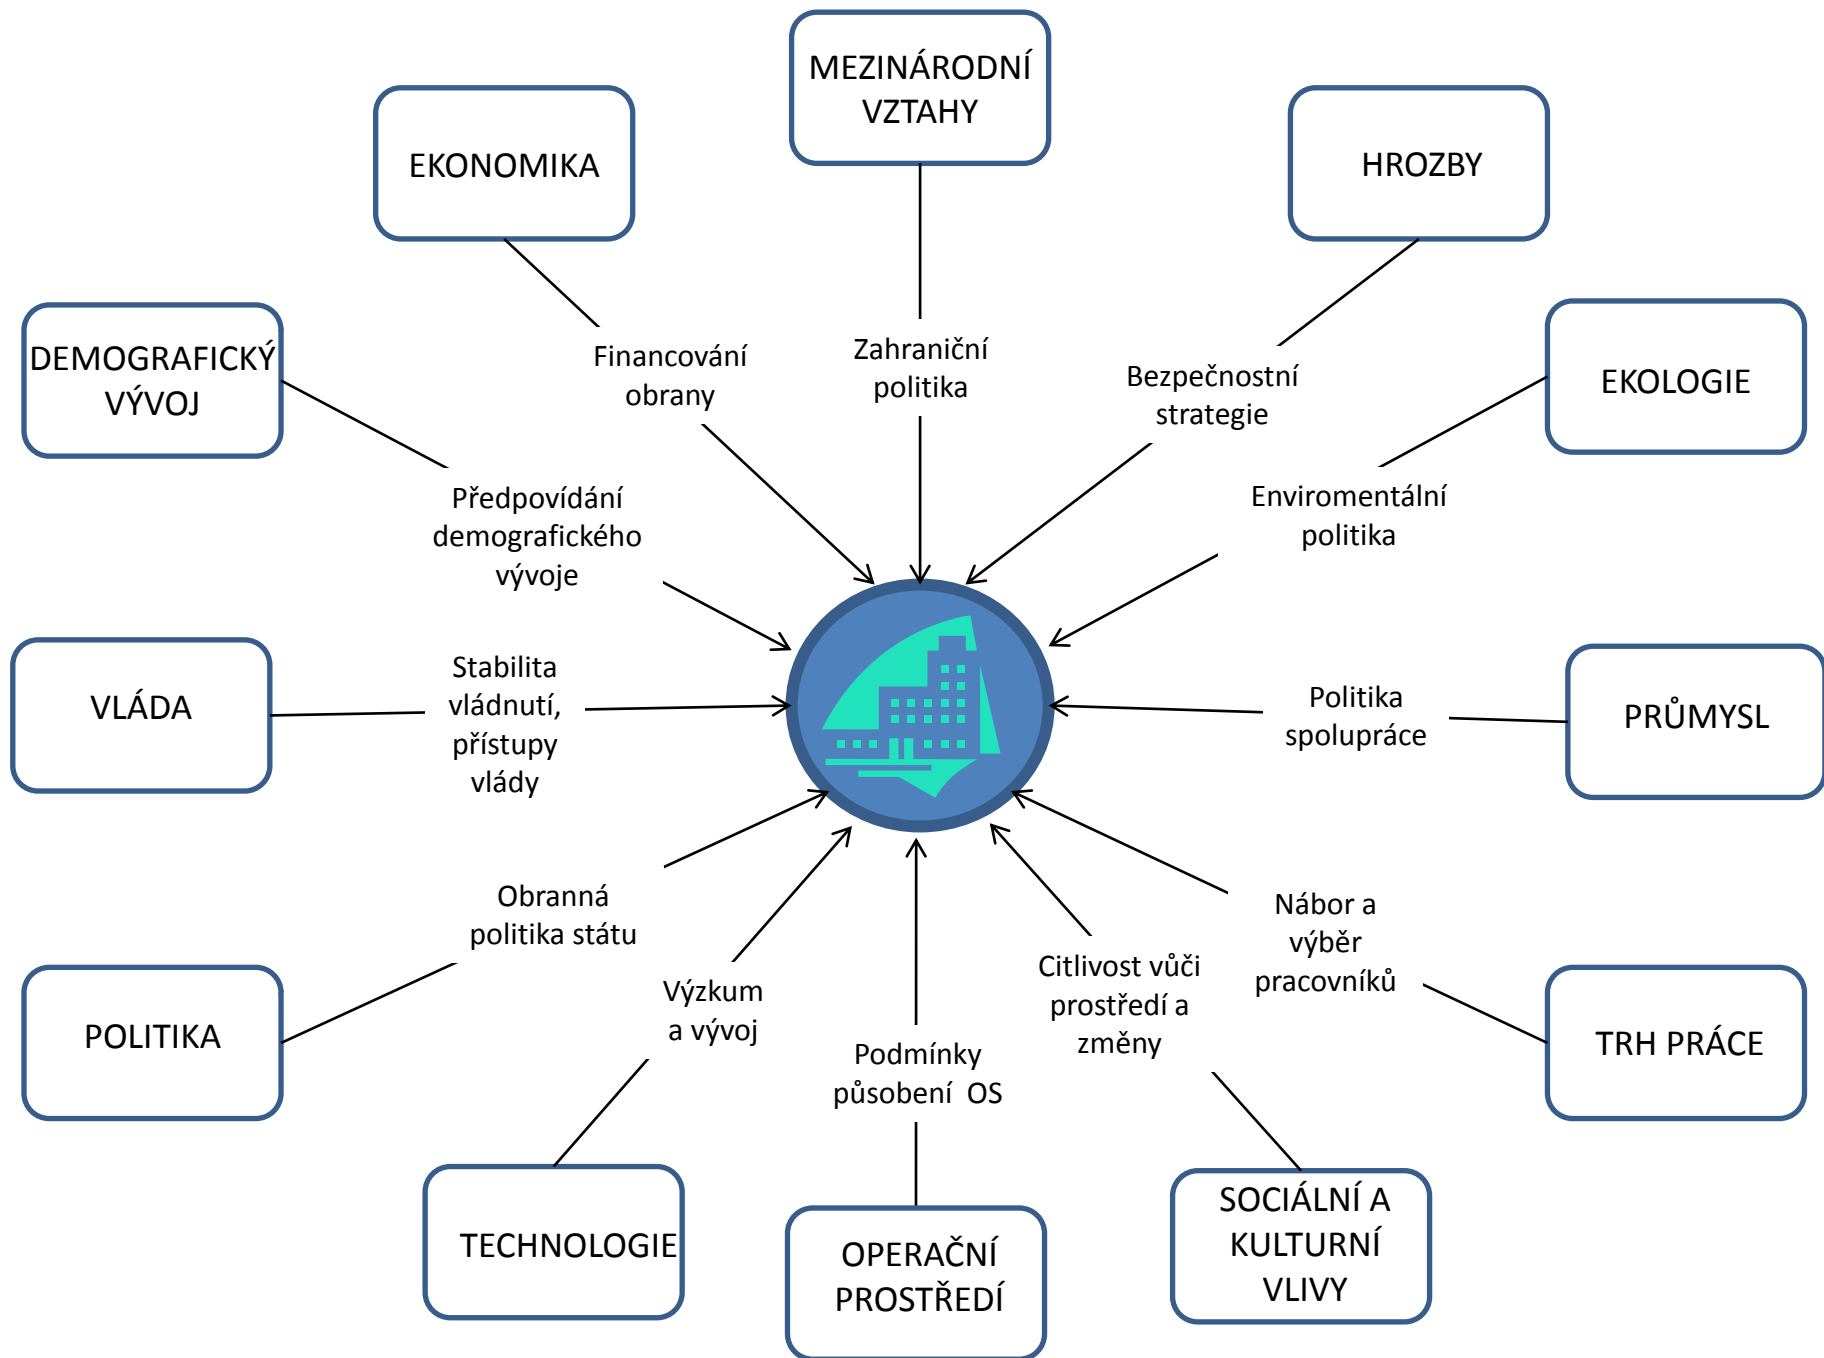 MEZINÁRODNÍ
VZTAHY
EKONOMIKA
HROZBY
DEMOGRAFICKÝ
VÝVOJ
EKOLOGIE
Financování
obrany
Zahraniční
politika
Bezpečnostní
strategie
Předpovídání
demografického
vývoje
Enviromentální
politika
VLÁDA
Stabilita
vládnutí,
přístupy
vlády
Politika
spolupráce
PRŮMYSL
Obranná
politika státu
Nábor a
výběr
pracovníků
Výzkum
a vývoj
Citlivost vůči
prostředí a
změny
POLITIKA
TRH PRÁCE
Podmínky
působení  OS
TECHNOLOGIE
OPERAČNÍ
PROSTŘEDÍ
SOCIÁLNÍ A
KULTURNÍ
VLIVY